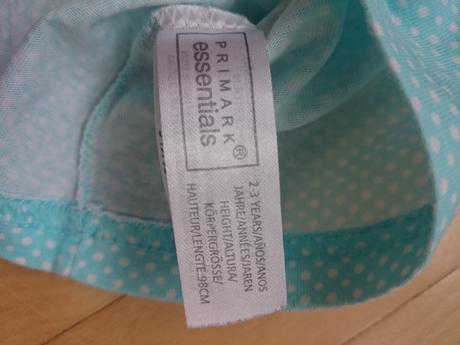 PRIMARK®
essentials
2-3 YEARS/AÑOS/ANOS
JAHRE/ANNÉES/JAREN
HEIGHT/ALTURA/
KÖRPERGRÖSSE/
HAUTEUR/LENGTE:98CM